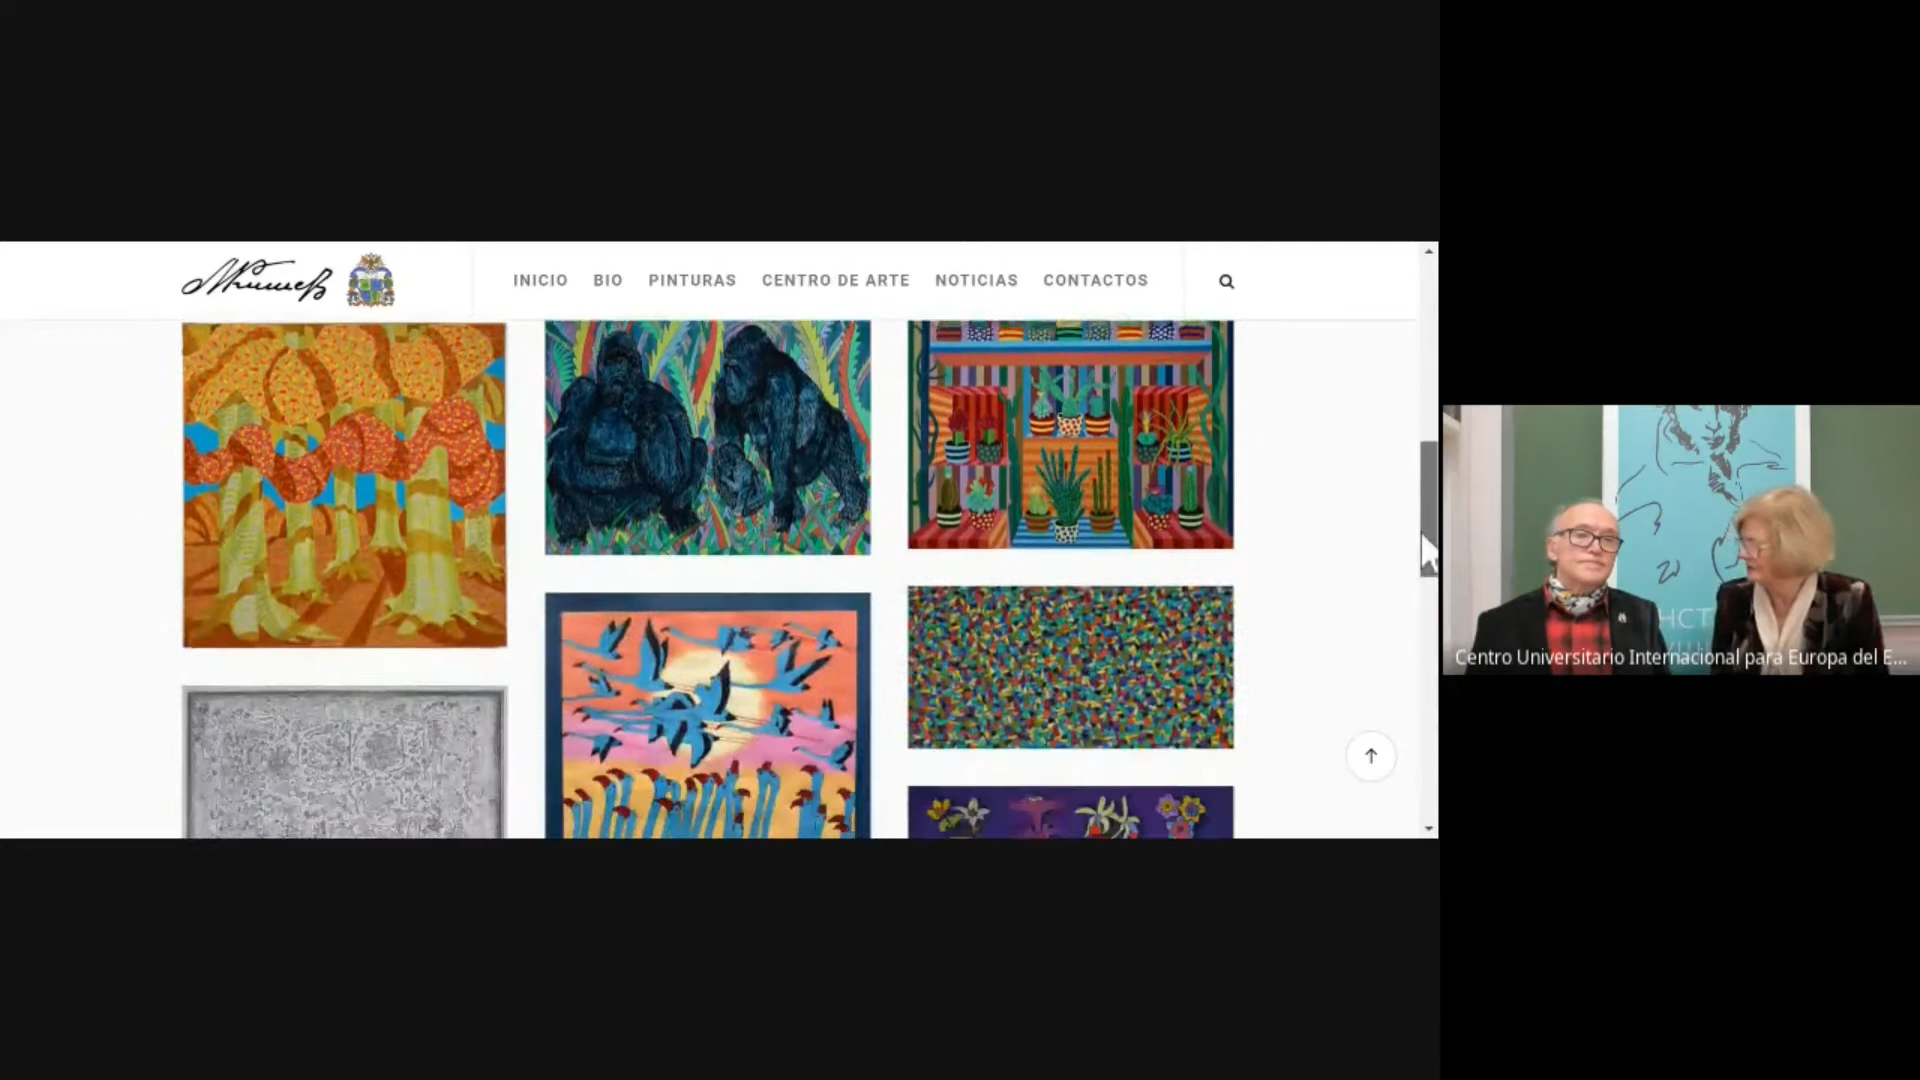 INICIO BIO PINTURAS CENTRO DE ARTE NOTICIAS CONTACTOS
Centro Universitario Internacional para Europa del E...